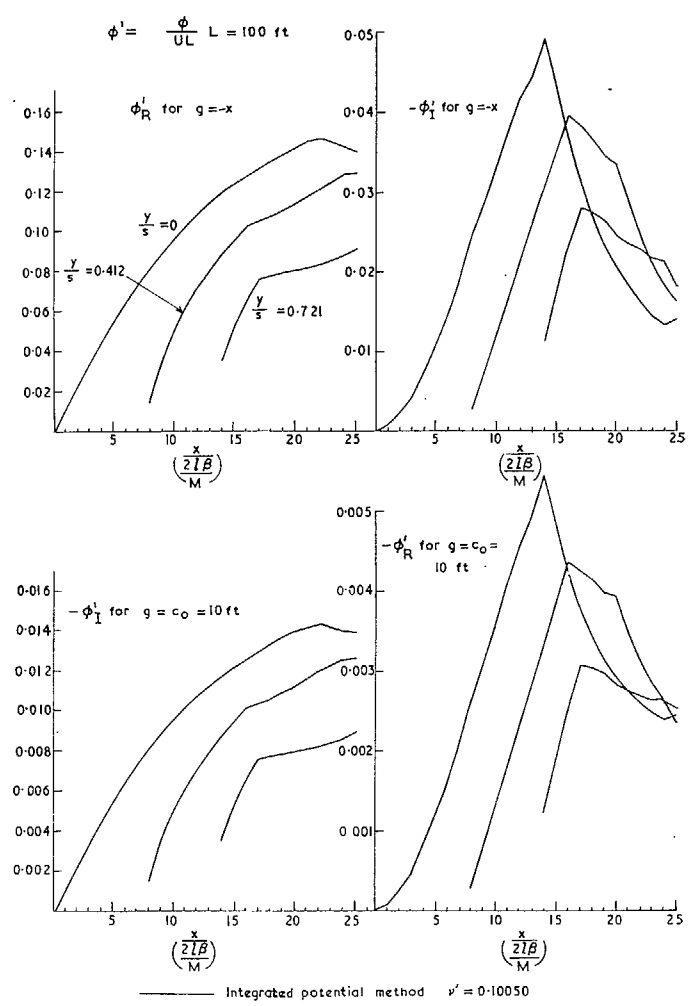 ϕ' = ϕ/UL L = 100 ft
ϕ'R for g = -x
0·16
0·14
0·12
0·10
0·08
0·06
0·04
0·02
y/s = 0
y/s = 0·412
y/s = 0·721
5 10 15 20 25
(x / (2lβ/M))
-ϕ'I for g = -x
0·05
0·04
0·03
0·02
0·01
5 10 15 20 25
(x / (2lβ/M))
-ϕ'I for g = c₀ = 10 ft
0·016
0·014
0·012
0·010
0·008
0·006
0·004
0·002
5 10 15 20 25
(x / (2lβ/M))
-ϕ'R for g = c₀ =
10 ft
0·005
0·004
0·003
0·002
0·001
5 10 15 20 25
(x / (2lβ/M))
Integrated potential method ν' = 0·10050